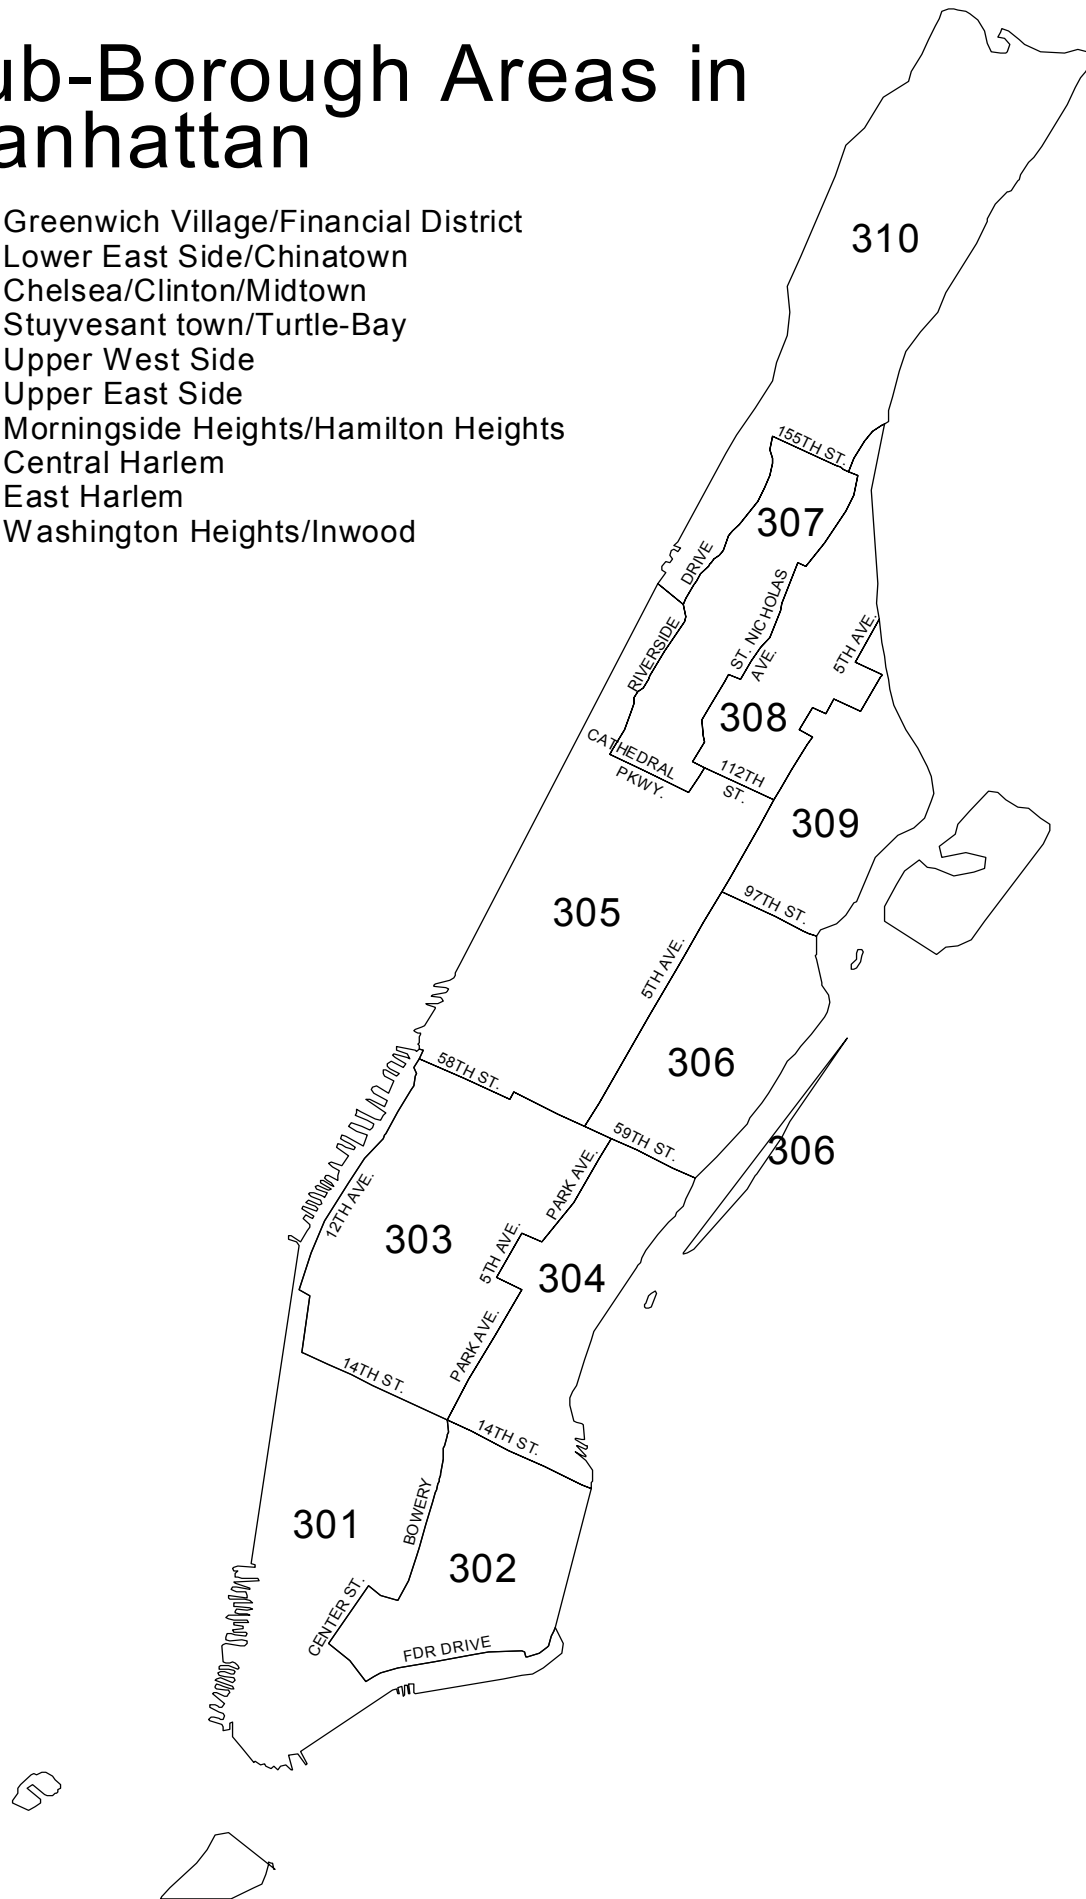 ub-Borough Areas in
anhattan
Greenwich Village/Financial District
Lower East Side/Chinatown
Chelsea/Clinton/Midtown
Stuyvesant town/Turtle-Bay
Upper West Side
Upper East Side
Morningside Heights/Hamilton Heights
Central Harlem
East Harlem
Washington Heights/Inwood
310
155TH ST.
307
DRIVE
RIVERSIDE
ST. NICHOLAS
AVE.
5TH AVE.
308
CATHEDRAL
PKWY.
112TH
ST.
309
97TH ST.
305
5TH AVE.
306
58TH ST.
59TH ST.
306
PARK AVE.
12TH AVE.
303
5TH AVE.
304
PARK AVE.
14TH ST.
14TH ST.
BOWERY
301
302
CENTER ST.
FDR DRIVE